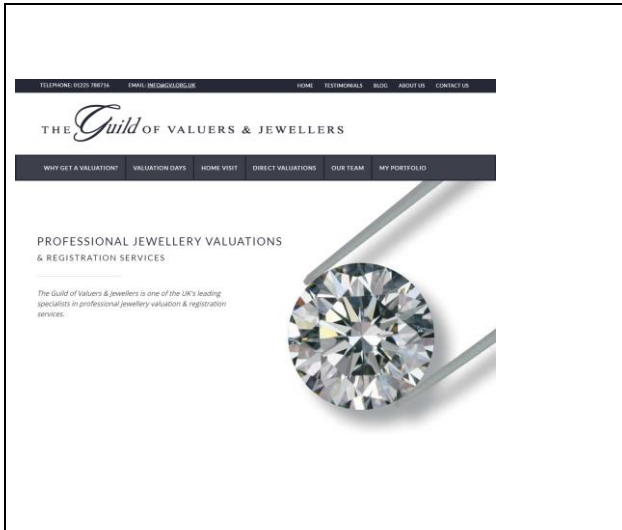 TELEPHONE: 01225 788716 EMAIL: INFO@GVJ.ORG.UK HOME TESTIMONIALS BLOG ABOUT US CONTACT US
THE Guild OF VALUERS & JEWELLERS
WHY GET A VALUATION? VALUATION DAYS HOME VISIT DIRECT VALUATIONS OUR TEAM MY PORTFOLIO
PROFESSIONAL JEWELLERY VALUATIONS
& REGISTRATION SERVICES
The Guild of Valuers & Jewellers is one of the UK's leading
specialists in professional jewellery valuation & registration
services.